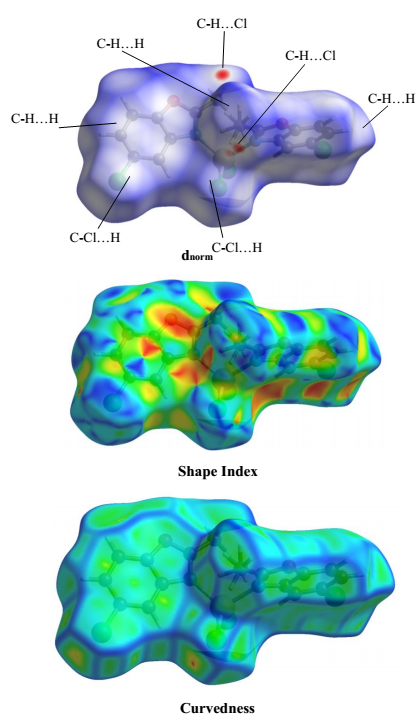 C-H…Cl
C-H…H
C-H…Cl
C-H…H
C-H…H
C-Cl…H
C-Cl…H
dnorm
Shape Index
Curvedness